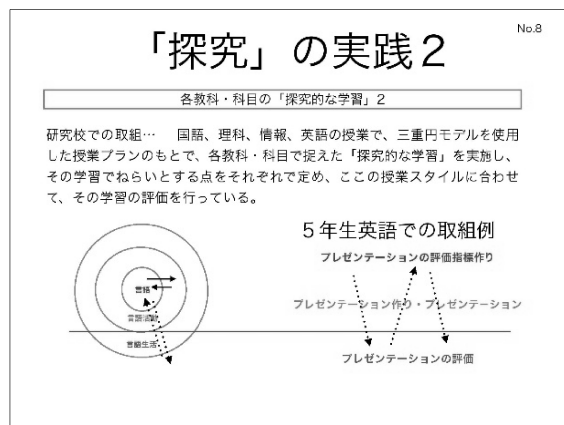 No.8
「探究」の実践２
各教科・科目の「探究的な学習」２
研究校での取組…　国語、理科、情報、英語の授業で、三重円モデルを使用
した授業プランのもとで、各教科・科目で捉えた「探究的な学習」を実施し、
その学習でねらいとする点をそれぞれで定め、ここの授業スタイルに合わせ
て、その学習の評価を行っている。
言語
言語活動
言語生活
５年生英語での取組例
プレゼンテーションの評価指標作り
プレゼンテーション作り・プレゼンテーション
プレゼンテーションの評価